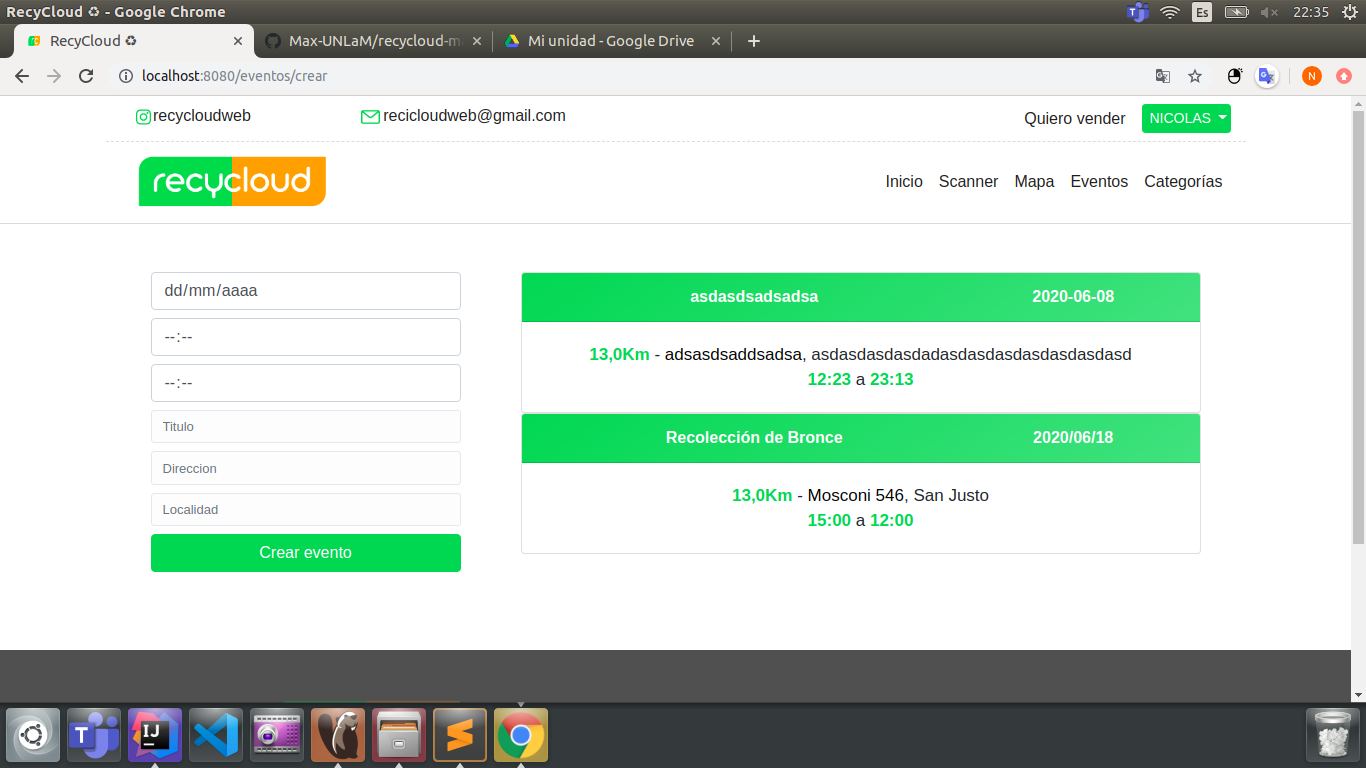 RecyCloud ♻ - Google Chrome
Es
22:35
RecyCloud ♻
Max-UNLaM/recycloud-m
Mi unidad - Google Drive
localhost:8080/eventos/crear
N
recycloudweb
recicloudweb@gmail.com
Quiero vender
NICOLAS
recycloud
Inicio
Scanner
Mapa
Eventos
Categorías
dd/mm/aaaa
--:--
--:--
Titulo
Direccion
Localidad
Crear evento
asdasdsadsadsa
2020-06-08
13,0Km - adsasdsaddsadsa, asdasdasdasdadasdasdasdasdasdasdasd
12:23 a 23:13
Recolección de Bronce
2020/06/18
13,0Km - Mosconi 546, San Justo
15:00 a 12:00
T
IJ